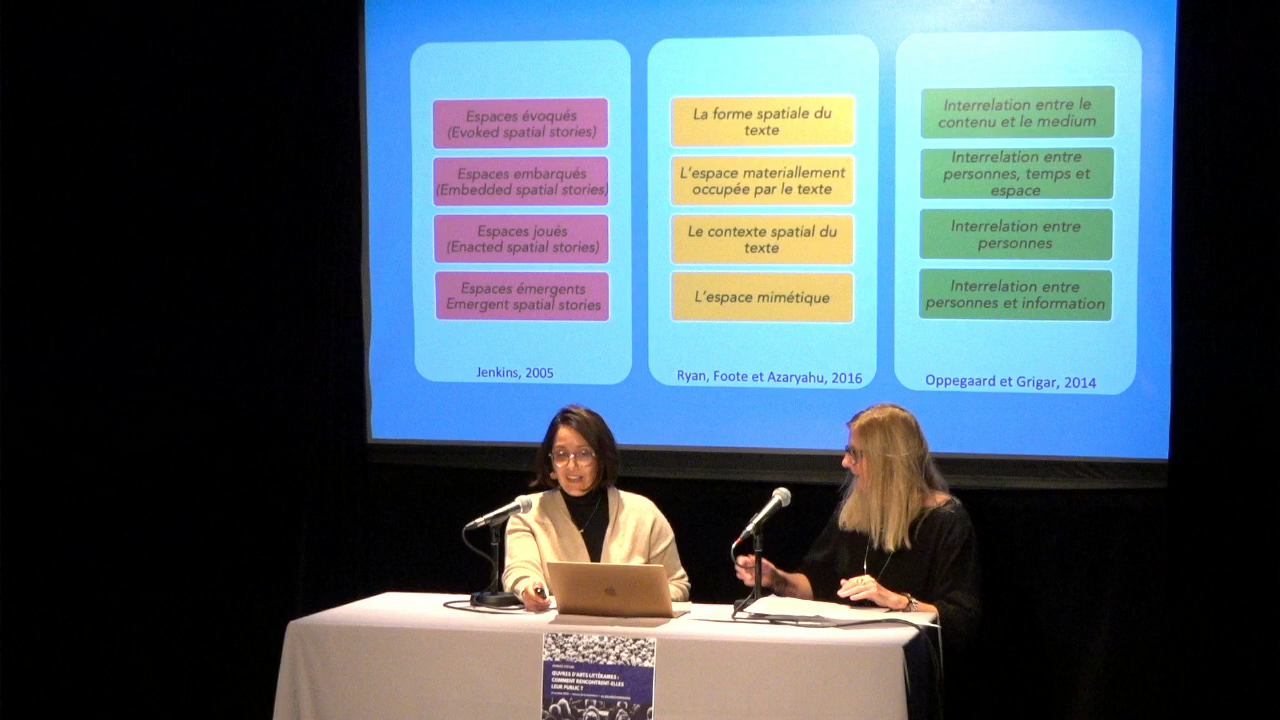 Espaces évoqués
(Evoked spatial stories)
Espaces embarqués
(Embedded spatial stories)
Espaces joués
(Enacted spatial stories)
Espaces émergents
Emergent spatial stories
Jenkins, 2005
La forme spatiale du
texte
L'espace materiallement
occupée par le texte
Le contexte spatial du
texte
L'espace mimétique
Ryan, Foote et Azaryahu, 2016
Interrelation entre le
contenu et le medium
Interrelation entre
personnes, temps et
espace
Interrelation entre
personnes
Interrelation entre
personnes et information
Oppegaard et Grigar, 2014
ŒUVRES D'ARTS LITTÉRAIRES :
COMMENT RENCONTRENT-ELLES
LEUR PUBLIC ?